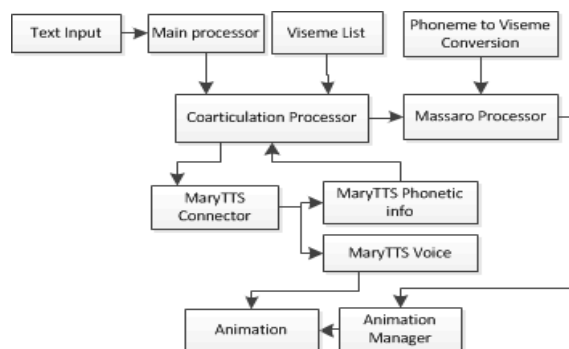 Text Input
Main processor
Viseme List
Phoneme to Viseme
Conversion
Coarticulation Processor
Massaro Processor
MaryTTS
Connector
MaryTTS Phonetic
info
MaryTTS Voice
Animation
Animation
Manager